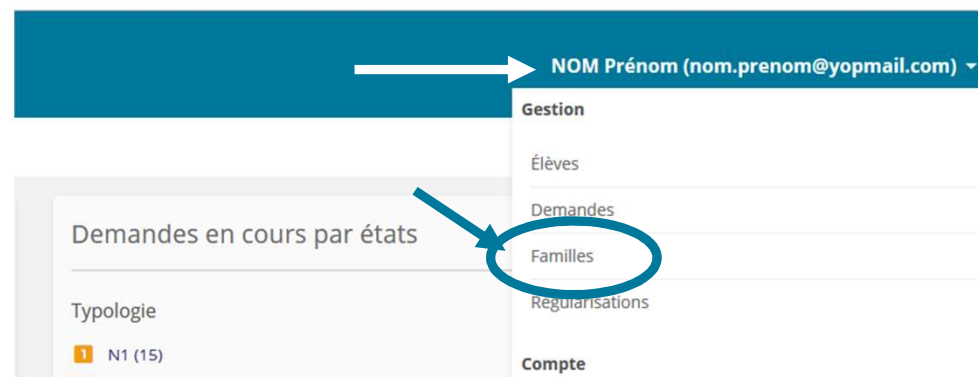 NOM Prénom (nom.prenom@yopmail.com)
Gestion
Élèves
Demandes
Familles
Régularisations
Compte
Demandes en cours par états
Typologie
1 N1 (15)